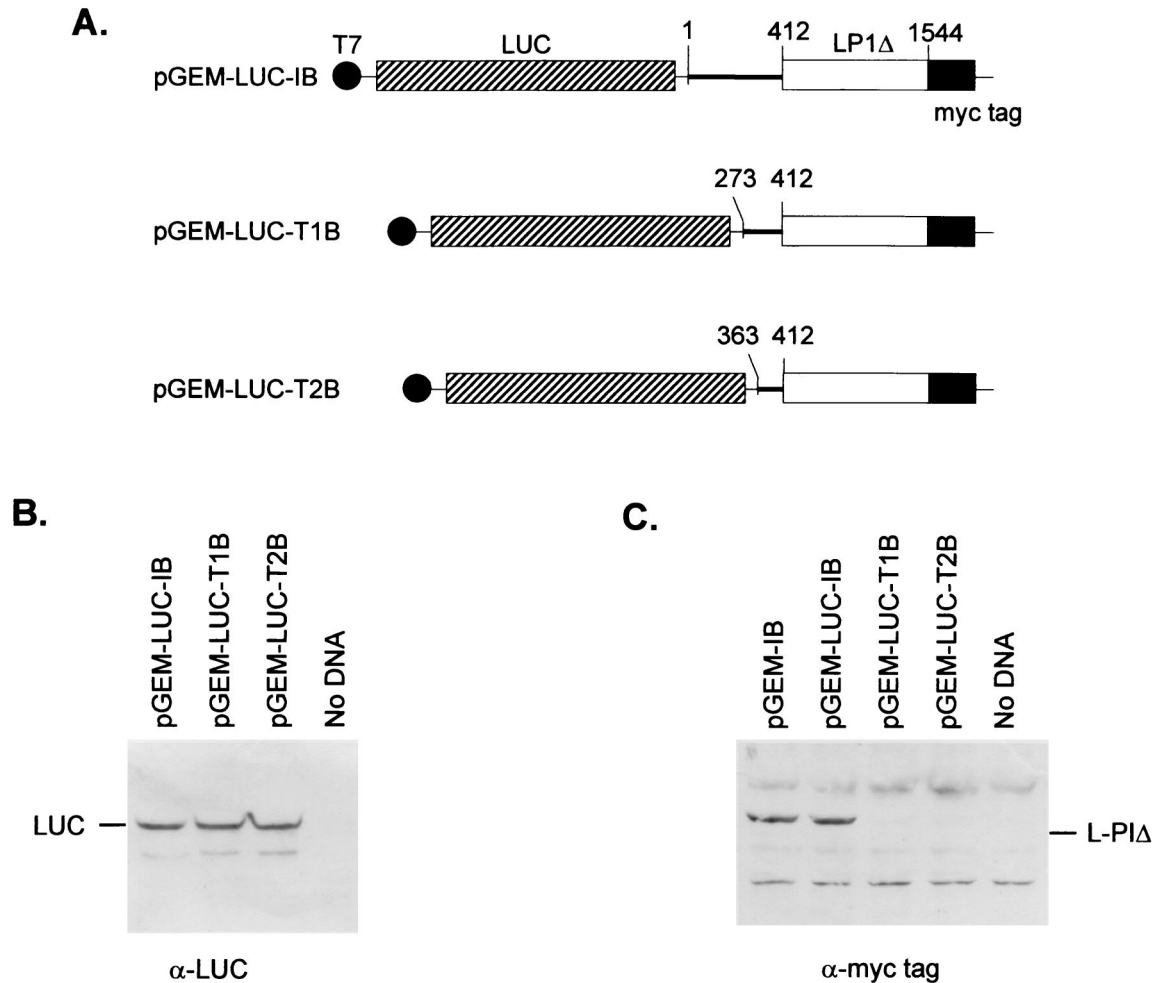 A.
T7
LUC
1
412
LP1Δ
1544
pGEM-LUC-IB
myc tag
273
412
pGEM-LUC-T1B
363
412
pGEM-LUC-T2B
B.
pGEM-LUC-IB
pGEM-LUC-T1B
pGEM-LUC-T2B
No DNA
LUC
α-LUC
C.
pGEM-IB
pGEM-LUC-IB
pGEM-LUC-T1B
pGEM-LUC-T2B
No DNA
L-PIΔ
α-myc tag